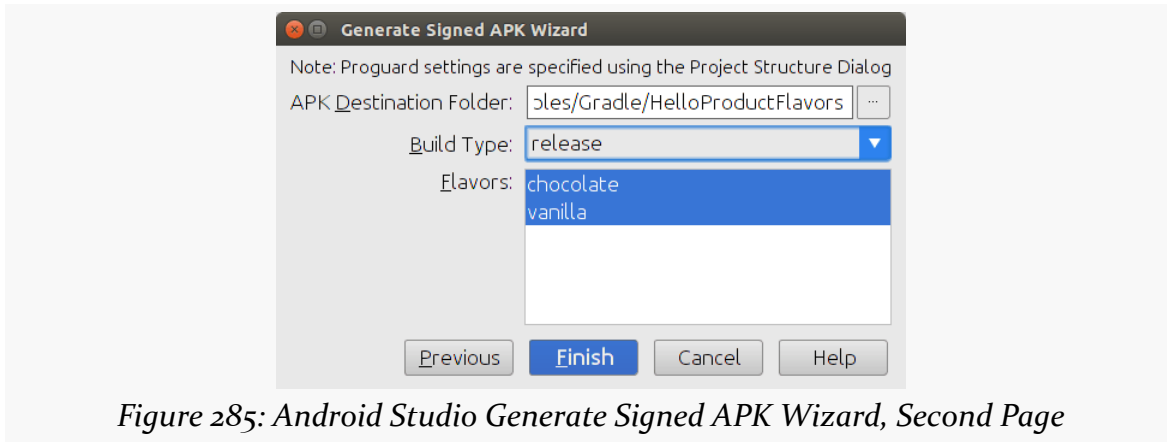 Generate Signed APK Wizard
Note: Proguard settings are specified using the Project Structure Dialog
APK Destination Folder: ples/Gradle/HelloProductFlavors ...
Build Type: release
Flavors: chocolate
vanilla
Previous Finish Cancel Help
Figure 285: Android Studio Generate Signed APK Wizard, Second Page